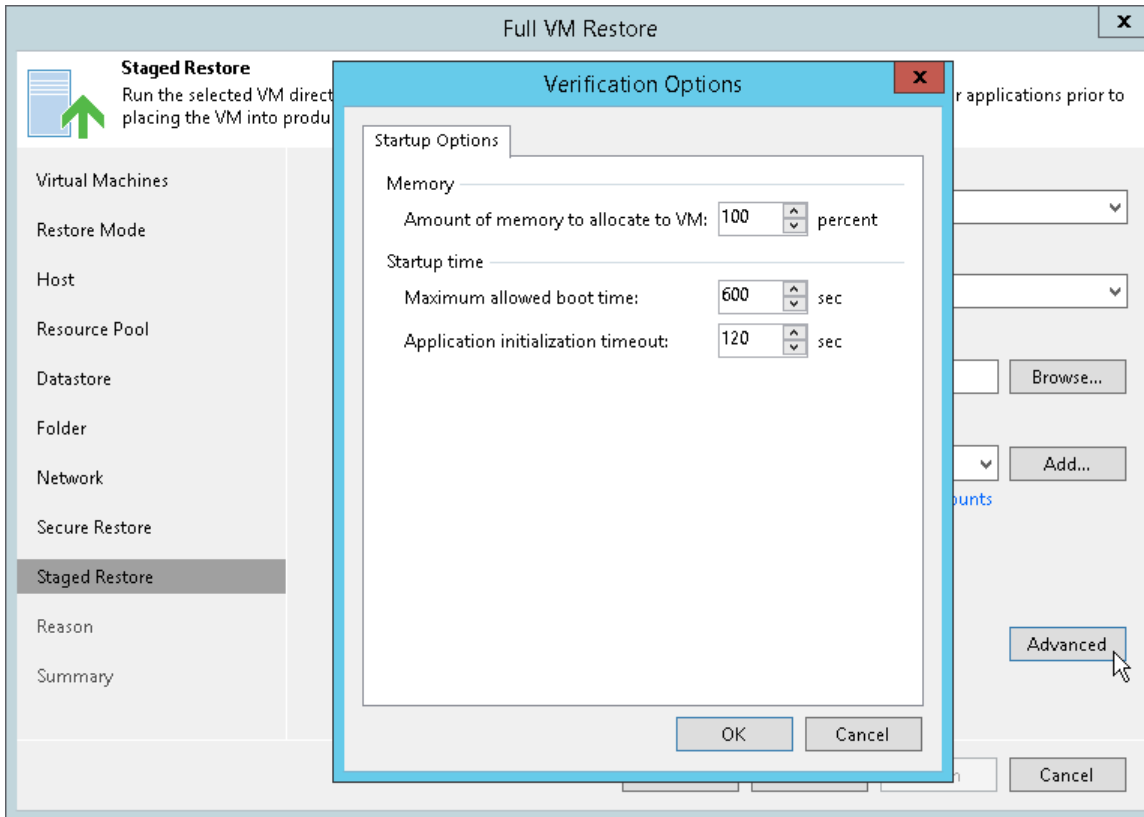 Full VM Restore
x
Staged Restore
Run the selected VM direct
r applications prior to
placing the VM into produ
Verification Options
x
Startup Options
Memory
Amount of memory to allocate to VM: 100 percent
Startup time
Maximum allowed boot time: 600 sec
Application initialization timeout: 120 sec
OK
Cancel
Virtual Machines
Restore Mode
Host
Resource Pool
Datastore
Folder
Network
Secure Restore
Staged Restore
Reason
Summary
Browse...
Add...
ounts
Advanced
Cancel